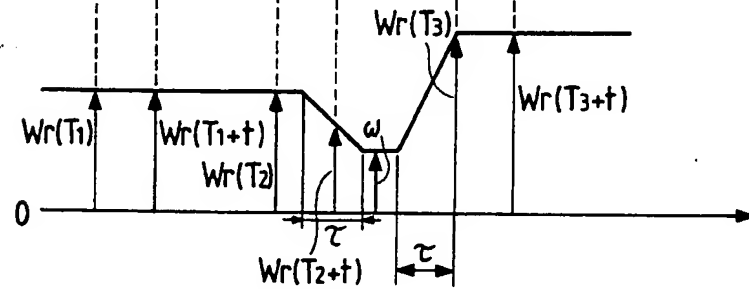 Wr(T3)
Wr(T1)
Wr(T1+t)
Wr(T2)
ω
Wr(T3+t)
0
τ
Wr(T2+t)
τ